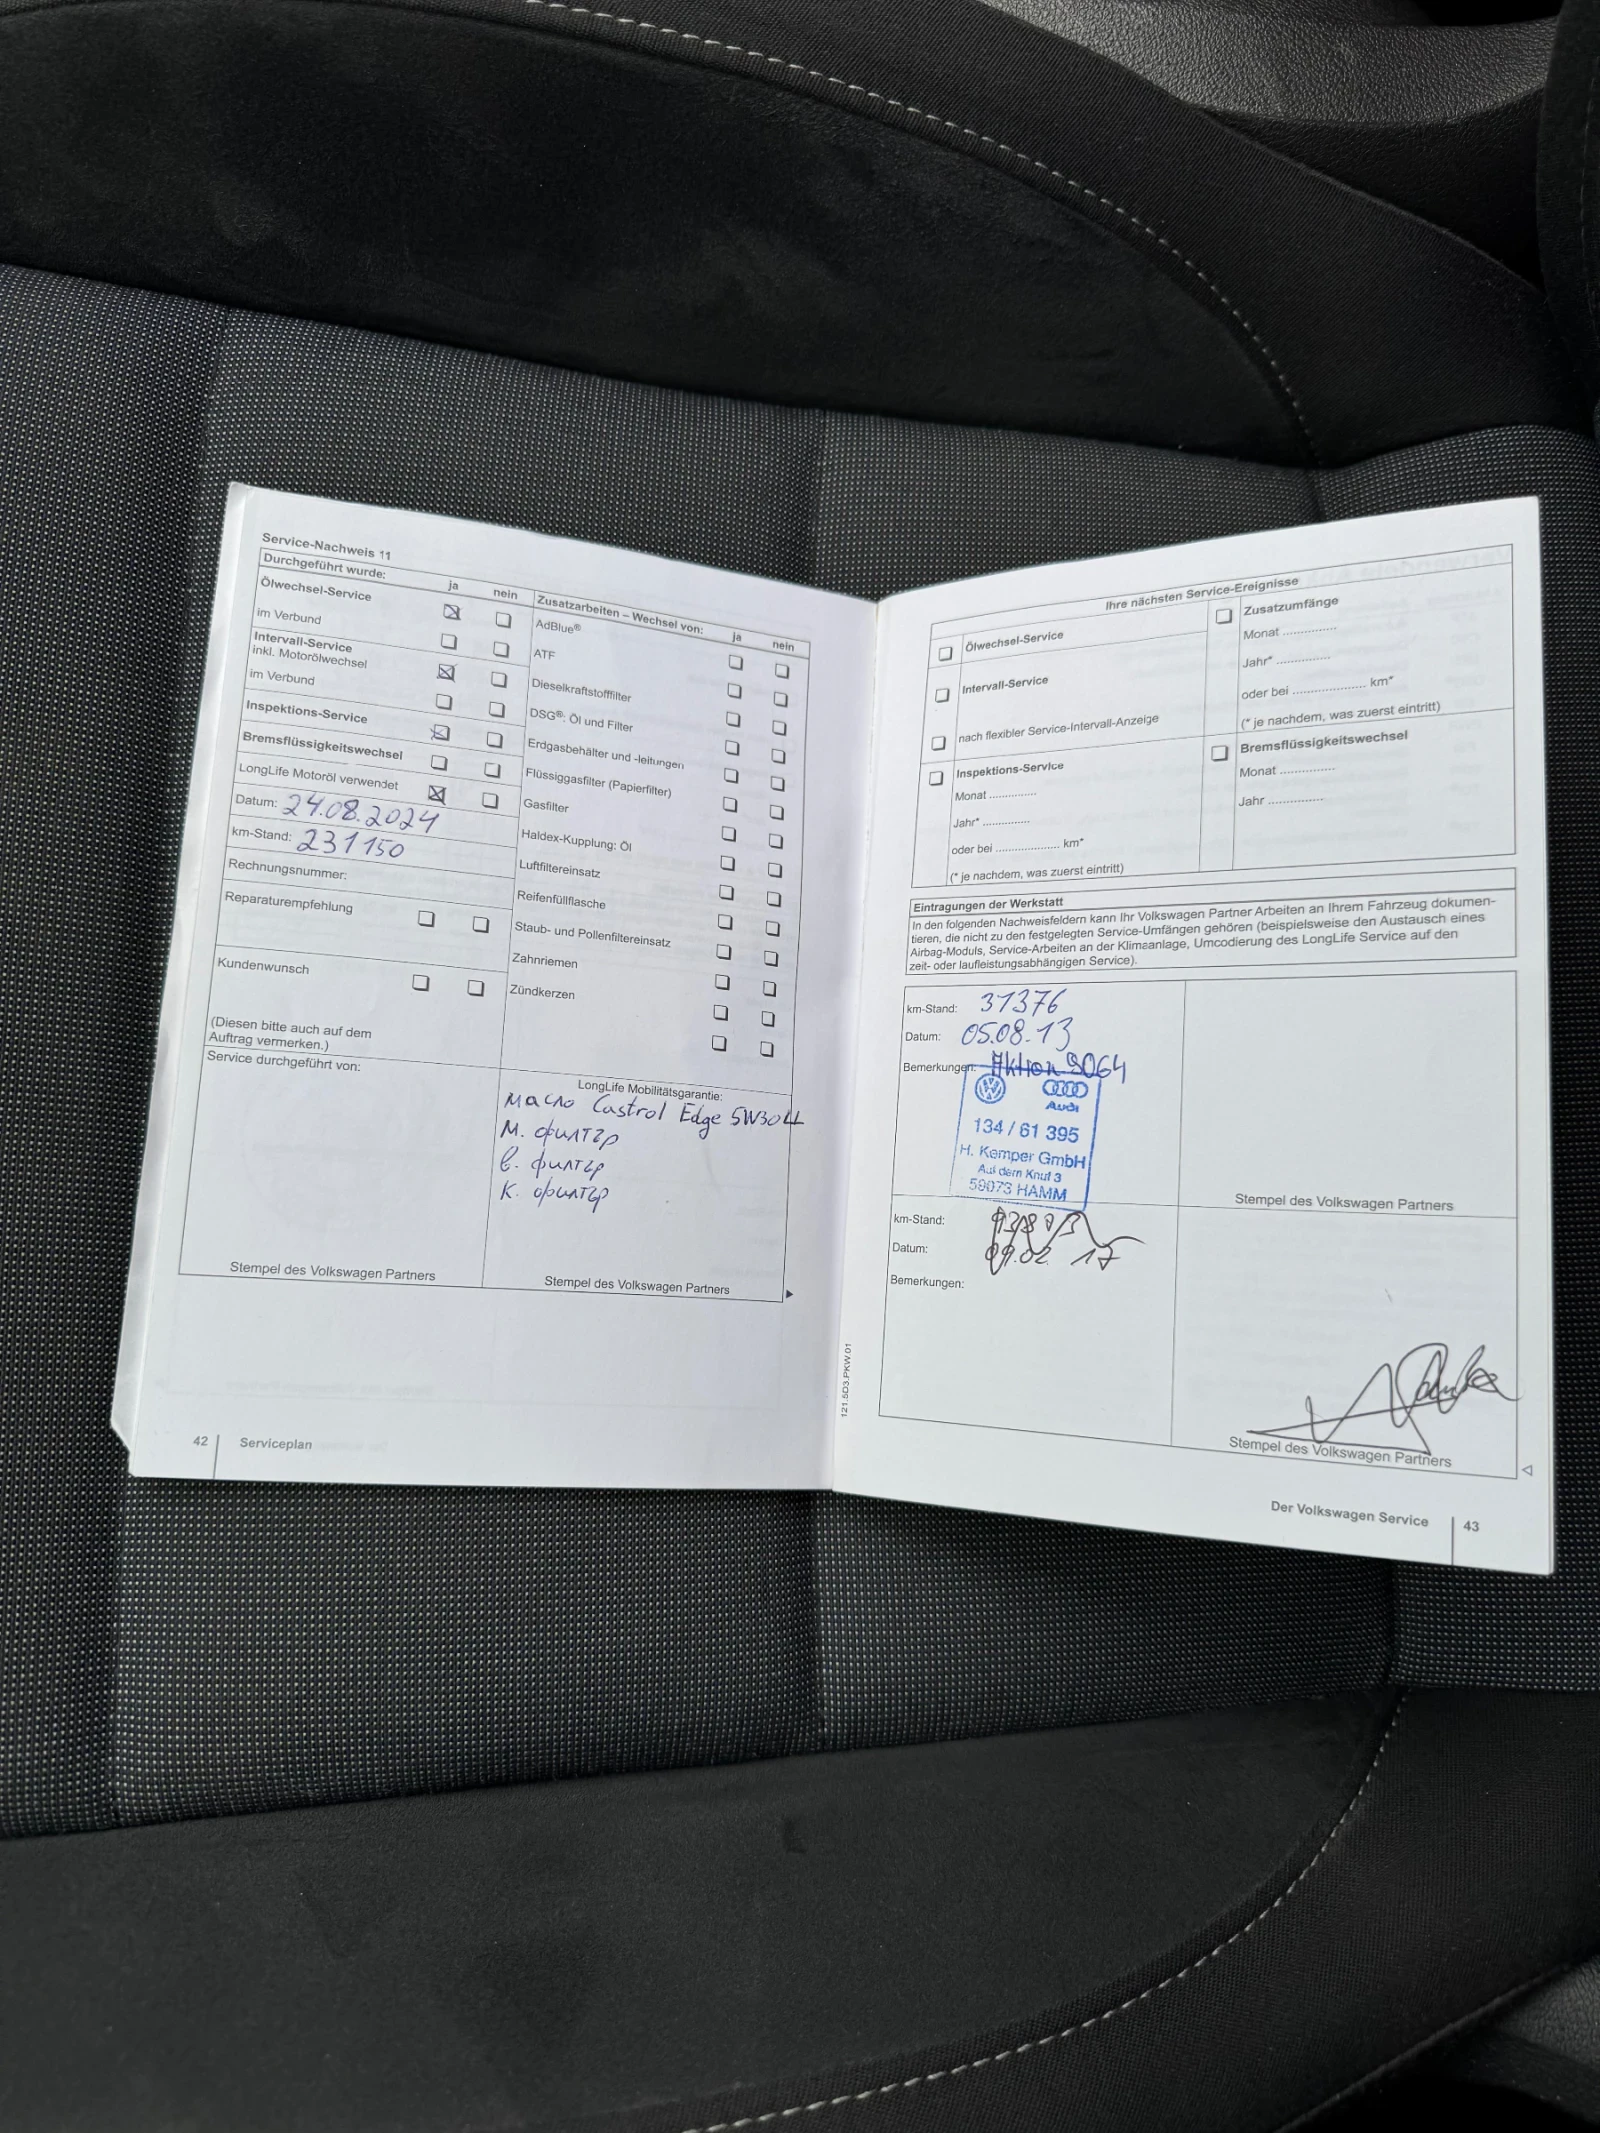 Service-Nachweis 11
Durchgeführt wurde:
ja
nein
Ölwechsel-Service
im Verbund
Intervall-Service
inkl. Motorölwechsel
im Verbund
Inspektions-Service
Bremsflüssigkeitswechsel
LongLife Motoröl verwendet
Datum: 24.08.2024
km-Stand: 231150
Rechnungsnummer:
Reparaturempfehlung
Kundenwunsch
(Diesen bitte auch auf dem
Auftrag vermerken.)
Service durchgeführt von:
Stempel des Volkswagen Partners
Zusatzarbeiten – Wechsel von:
ja
nein
AdBlue®
ATF
Dieselkraftstofffilter
DSG®: Öl und Filter
Erdgasbehälter und -leitungen
Flüssiggasfilter (Papierfilter)
Gasfilter
Haldex-Kupplung: Öl
Luftfiltereinsatz
Reifenfüllflasche
Staub- und Pollenfiltereinsatz
Zahnriemen
Zündkerzen
LongLife Mobilitätsgarantie:
масло Castrol Edge 5W30LL
м. филтър
в. филтър
к. филтър
Stempel des Volkswagen Partners
42
Serviceplan
121.5D3.PKW.01
Ihre nächsten Service-Ereignisse
Ölwechsel-Service
Intervall-Service
nach flexibler Service-Intervall-Anzeige
Inspektions-Service
Monat ..............
Jahr* ..............
oder bei .................... km*
(* je nachdem, was zuerst eintritt)
Zusatzumfänge
Monat ................
Jahr* ................
oder bei ...................... km*
(* je nachdem, was zuerst eintritt)
Bremsflüssigkeitswechsel
Monat ................
Jahr ................
Eintragungen der Werkstatt
In den folgenden Nachweisfeldern kann Ihr Volkswagen Partner Arbeiten an Ihrem Fahrzeug dokumen-
tieren, die nicht zu den festgelegten Service-Umfängen gehören (beispielsweise den Austausch eines
Airbag-Moduls, Service-Arbeiten an der Klimaanlage, Umcodierung des LongLife Service auf den
zeit- oder laufleistungsabhängigen Service).
km-Stand: 31376
Datum: 05.08.13
Bemerkungen: Aktion 9064
Audi
134 / 61 395
H. Kemper GmbH
Auf dem Knuf 3
59073 HAMM
Stempel des Volkswagen Partners
km-Stand:
Datum: 09.02. 17
Bemerkungen:
Stempel des Volkswagen Partners
Der Volkswagen Service
43